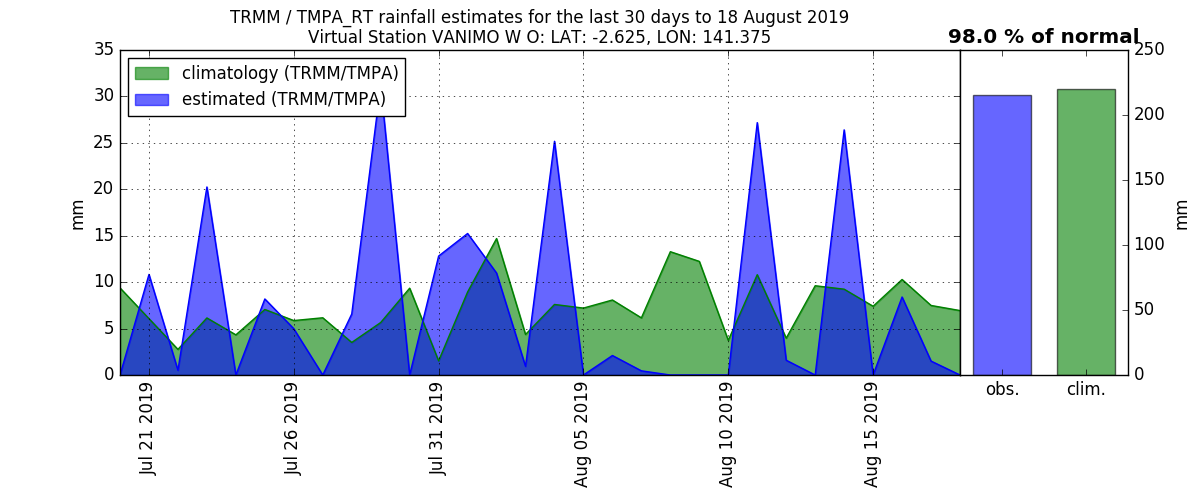 TRMM / TMPA_RT rainfall estimates for the last 30 days to 18 August 2019
Virtual Station VANIMO W O: LAT: -2.625, LON: 141.375
98.0 % of normal
climatology (TRMM/TMPA)
estimated (TRMM/TMPA)
35
30
25
20
15
10
5
0
mm
Jul 21 2019
Jul 26 2019
Jul 31 2019
Aug 05 2019
Aug 10 2019
Aug 15 2019
250
200
150
100
50
0
mm
obs.
clim.